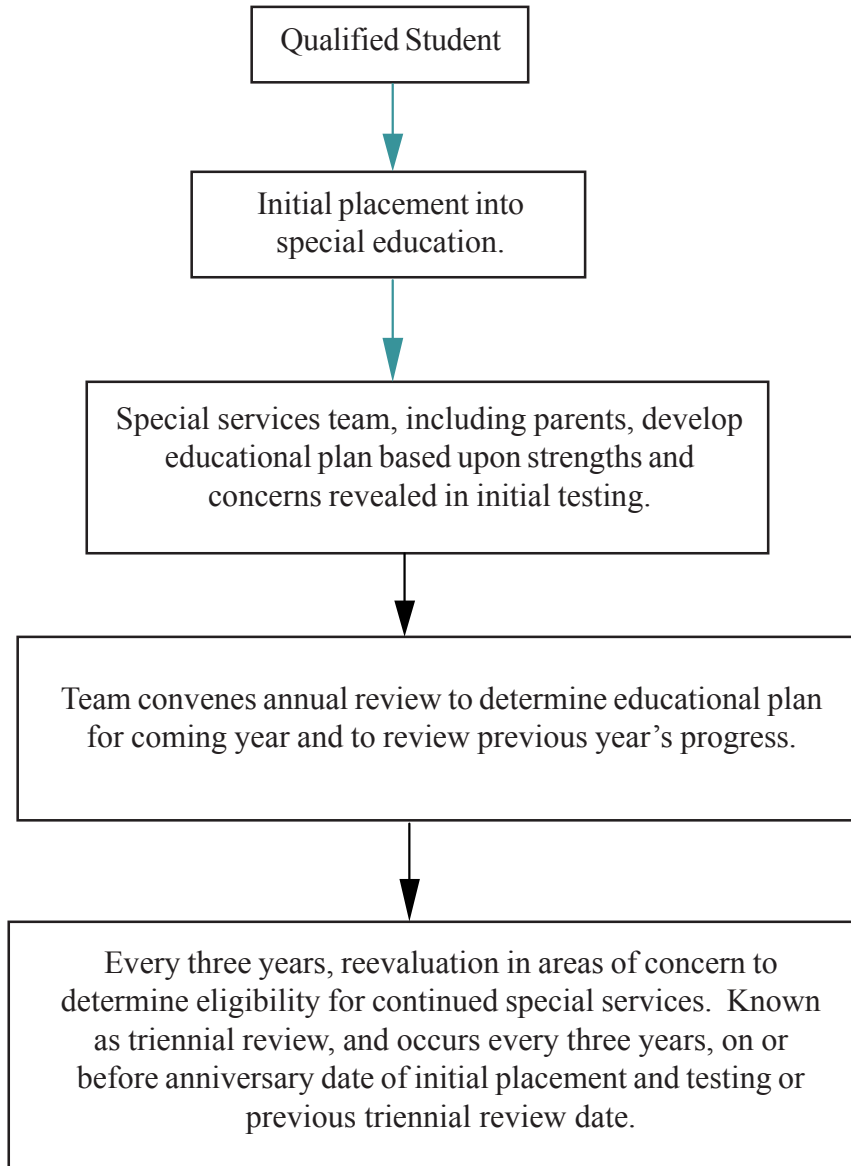 Qualified Student
Initial placement into
special education.
Special services team, including parents, develop
educational plan based upon strengths and
concerns revealed in initial testing.
Team convenes annual review to determine educational plan
for coming year and to review previous year’s progress.
Every three years, reevaluation in areas of concern to
determine eligibility for continued special services.  Known
as triennial review, and occurs every three years, on or
before anniversary date of initial placement and testing or
previous triennial review date.